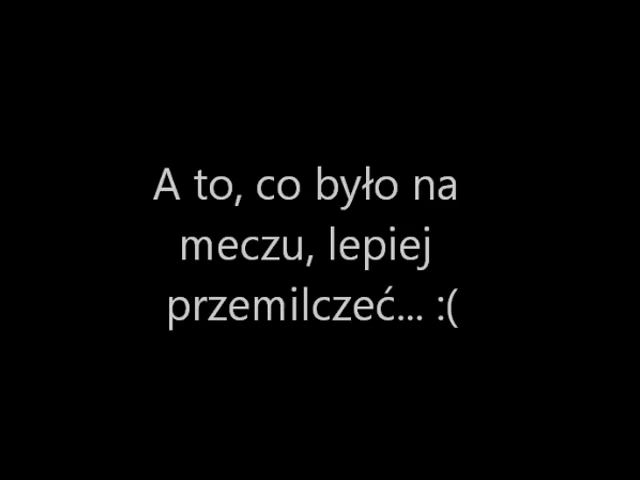 A to, co było na
meczu, lepiej
przemilczeć... :(